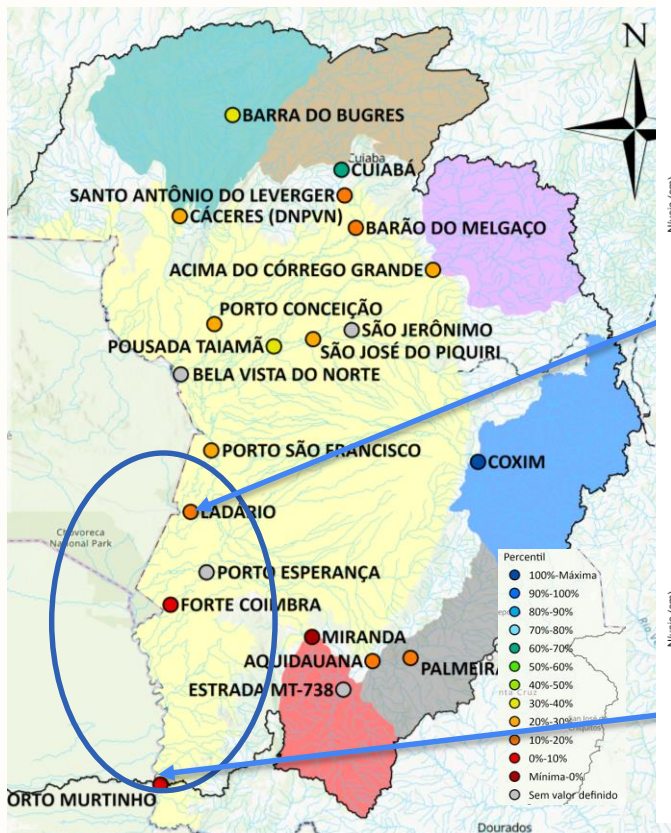 N
BARRA DO BUGRES
Cuiaba
CUIABÁ
SANTO ANTÔNIO DO LEVERGER
CÁCERES (DNPVN)
BARÃO DO MELGAÇO
ACIMA DO CÓRREGO GRANDE
PORTO CONCEIÇÃO
SÃO JERÔNIMO
POUSADA TAIAMÃ
SÃO JOSÉ DO PIQUIRI
BELA VISTA DO NORTE
PORTO SÃO FRANCISCO
COXIM
LADÁRIO
Chovoreca
National Park
PORTO ESPERANÇA
FORTE COIMBRA
MIRANDA
AQUIDAUANA
PALMEIRA
ESTRADA MT-738
ORTO MURTINHO
Dourados
Percentil
100%-Máxima
90%-100%
80%-90%
70%-80%
60%-70%
50%-60%
40%-50%
30%-40%
20%-30%
10%-20%
0%-10%
Mínima-0%
Sem valor definido